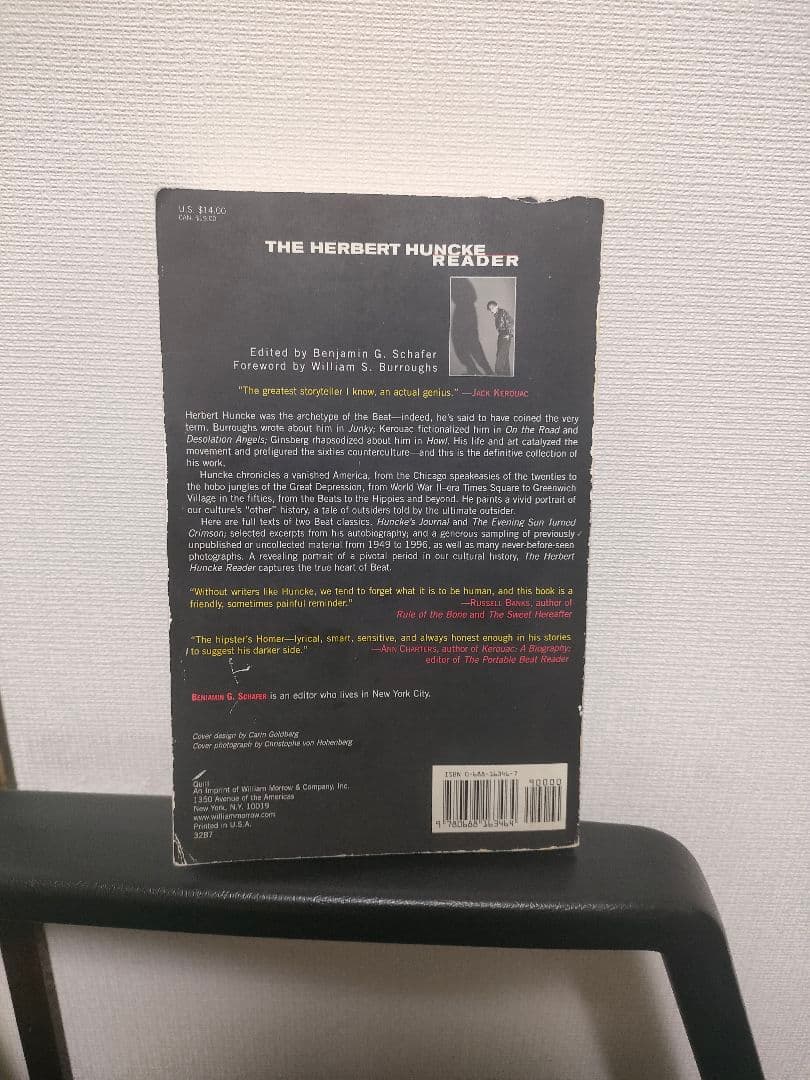 U.S. $14.00
CAN. $19.00
THE HERBERT HUNCKE
READER
Edited by Benjamin G. Schafer
Foreword by William S. Burroughs
"The greatest storyteller I know, an actual genius." —JACK KEROUAC
Herbert Huncke was the archetype of the Beat—indeed, he's said to have coined the very
term. Burroughs wrote about him in Junky; Kerouac fictionalized him in On the Road and
Desolation Angels; Ginsberg rhapsodized about him in Howl. His life and art catalyzed the
movement and prefigured the sixties counterculture—and this is the definitive collection of
his work.
Huncke chronicles a vanished America, from the Chicago speakeasies of the twenties to
the hobo jungles of the Great Depression, from World War II–era Times Square to Greenwich
Village in the fifties, from the Beats to the Hippies and beyond. He paints a vivid portrait of
our culture's "other" history, a tale of outsiders told by the ultimate outsider.
Here are full texts of two Beat classics, Huncke's Journal and The Evening Sun Turned
Crimson; selected excerpts from his autobiography; and a generous sampling of previously
unpublished or uncollected material from 1949 to 1996, as well as many never-before-seen
photographs. A revealing portrait of a pivotal period in our cultural history, The Herbert
Huncke Reader captures the true heart of Beat.
"Without writers like Huncke, we tend to forget what it is to be human, and this book is a
friendly, sometimes painful reminder." —RUSSELL BANKS, author of
Rule of the Bone and The Sweet Hereafter
"The hipster's Homer—lyrical, smart, sensitive, and always honest enough in his stories
to suggest his darker side." —ANN CHARTERS, author of Kerouac: A Biography;
editor of The Portable Beat Reader
BENJAMIN G. SCHAFER is an editor who lives in New York City.
Cover design by Carin Goldberg
Cover photograph by Christophe von Hohenberg
Quill
An Imprint of William Morrow & Company, Inc.
1350 Avenue of the Americas
New York, N.Y. 10019
www.williammorrow.com
Printed in U.S.A.
3287
ISBN 0-688-16346-7
90000
9 780688 163464